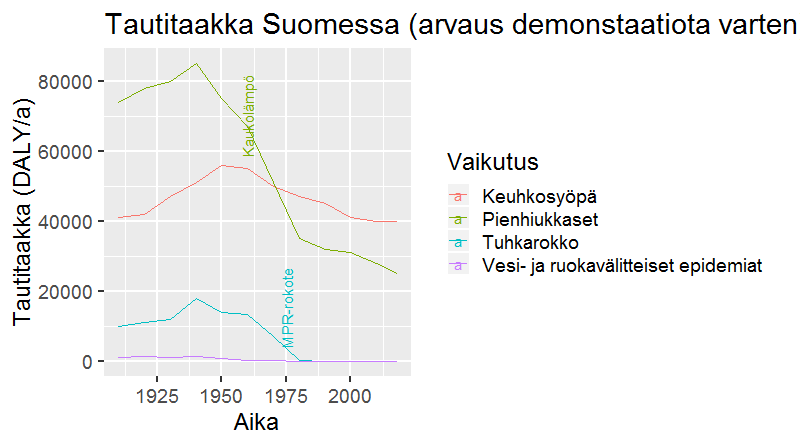 Tautitaakka Suomessa (arvaus demonstaatiota varten
Tautitaakka (DALY/a)
80000
60000
40000
20000
0
Kaukolämpö
MPR-rokote
1925
1950
1975
2000
Aika
Vaikutus
a Keuhkosyöpä
a Pienhiukkaset
a Tuhkarokko
a Vesi- ja ruokavälitteiset epidemiat